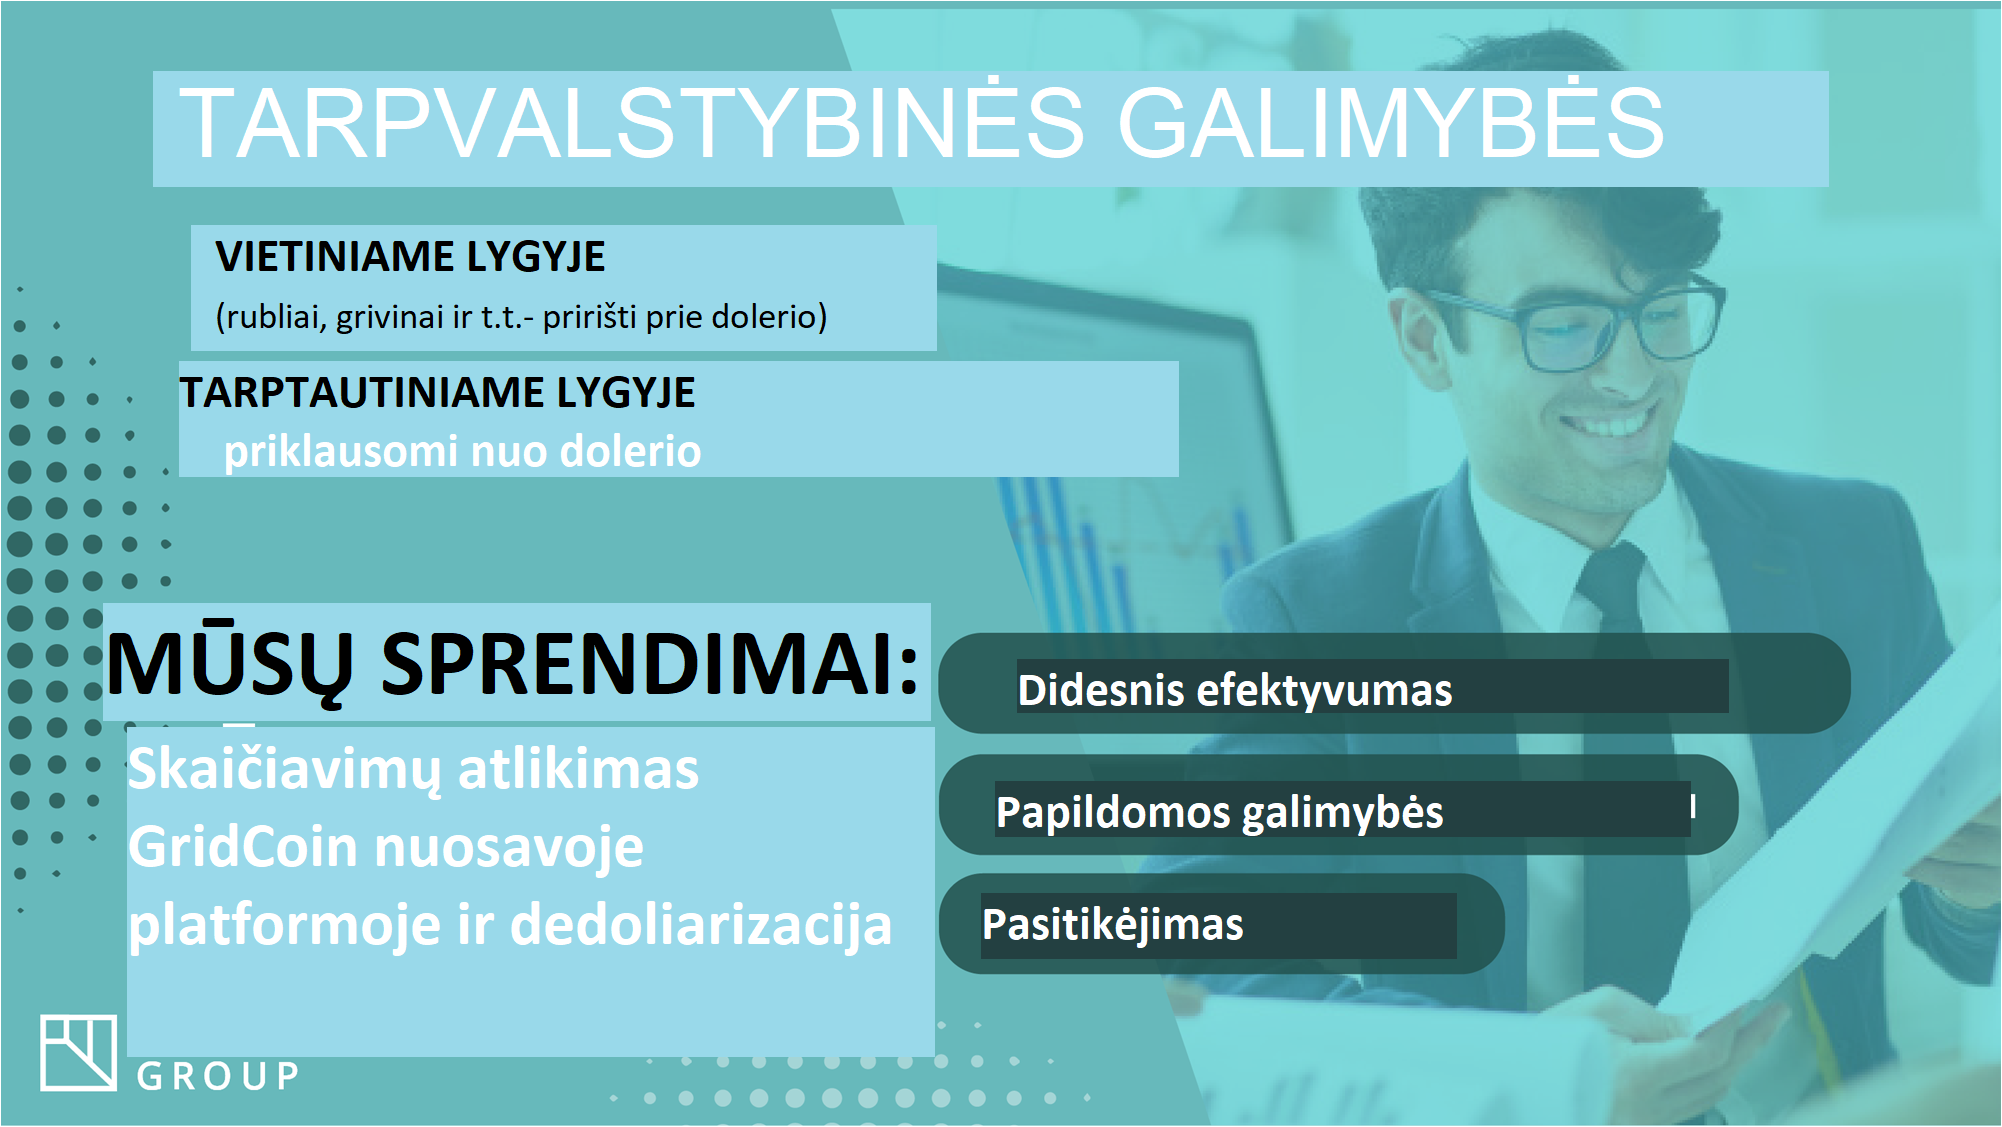 TARPVALSTYBINĖS GALIMYBĖS
VIETINIAME LYGYJE
(rubliai, grivinai ir t.t.- pririšti prie dolerio)
TARPTAUTINIAME LYGYJE
priklausomi nuo dolerio
MŪSŲ SPRENDIMAI:
Skaičiavimų atlikimas
GridCoin nuosavoje
platformoje ir dedoliarizacija
Didesnis efektyvumas
Papildomos galimybės
Pasitikėjimas
GROUP